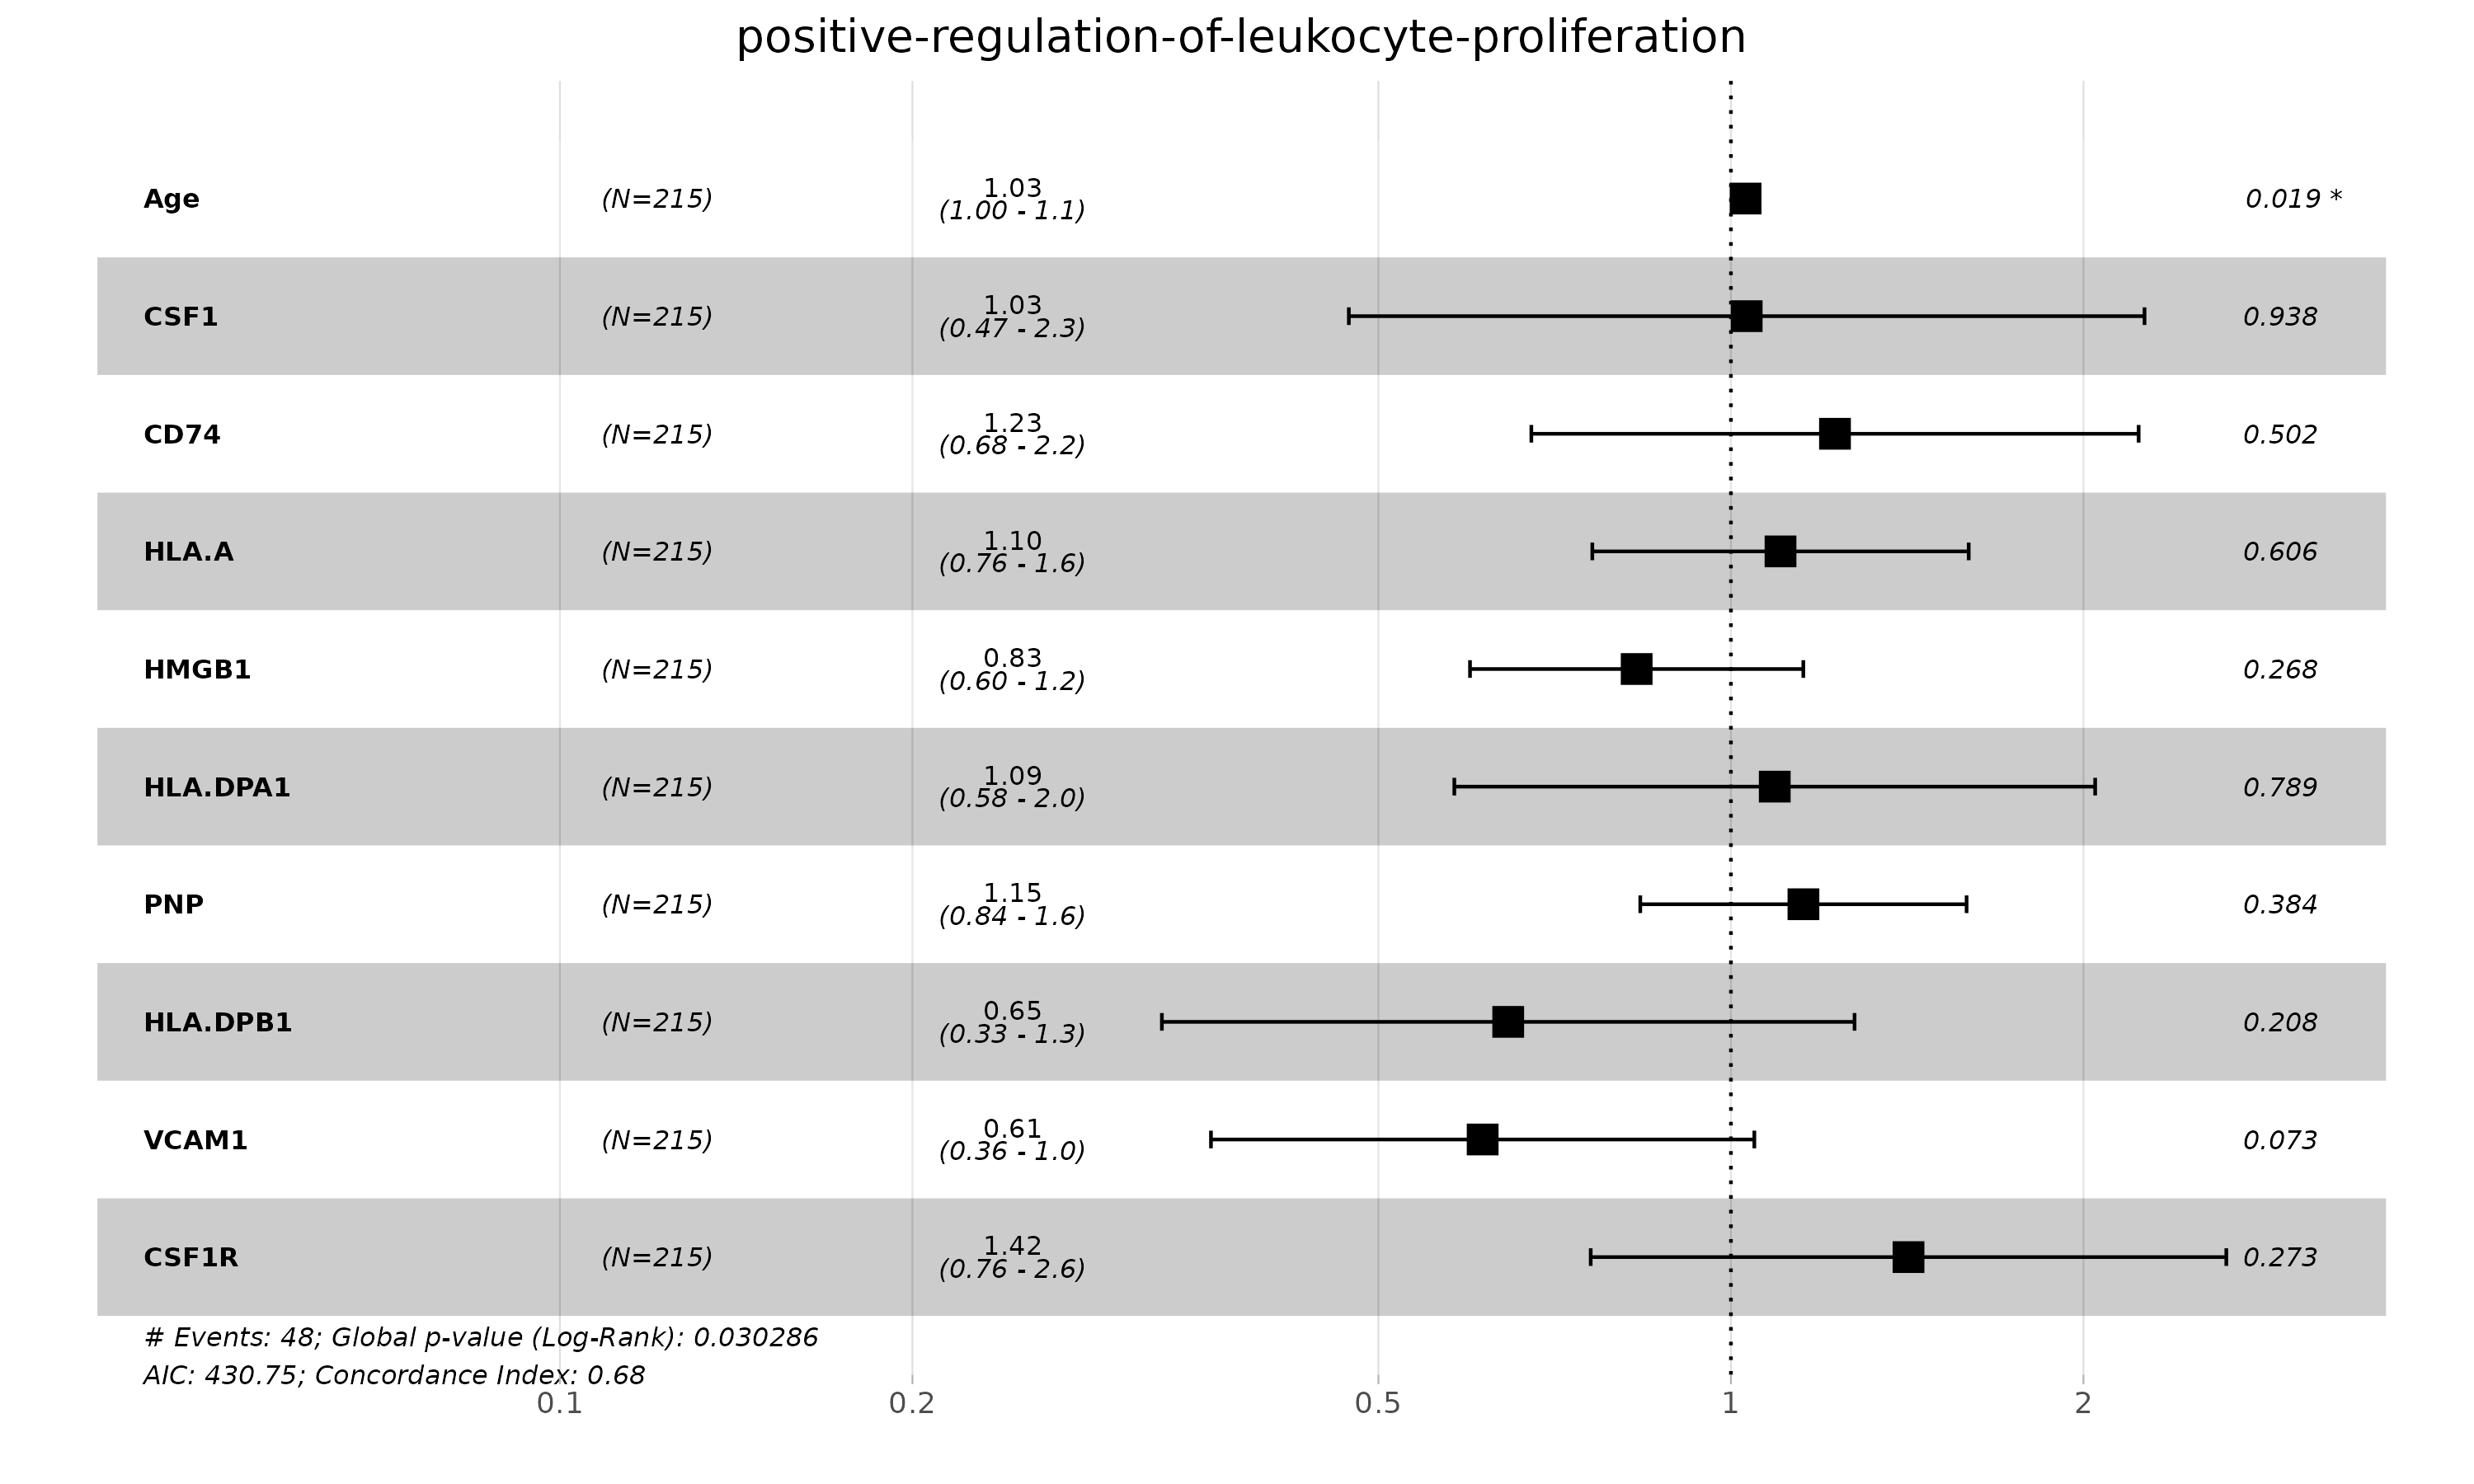 positive-regulation-of-leukocyte-proliferation
Age (N=215) 1.03 (1.00 - 1.1) 0.019 *
CSF1 (N=215) 1.03 (0.47 - 2.3) 0.938
CD74 (N=215) 1.23 (0.68 - 2.2) 0.502
HLA.A (N=215) 1.10 (0.76 - 1.6) 0.606
HMGB1 (N=215) 0.83 (0.60 - 1.2) 0.268
HLA.DPA1 (N=215) 1.09 (0.58 - 2.0) 0.789
PNP (N=215) 1.15 (0.84 - 1.6) 0.384
HLA.DPB1 (N=215) 0.65 (0.33 - 1.3) 0.208
VCAM1 (N=215) 0.61 (0.36 - 1.0) 0.073
CSF1R (N=215) 1.42 (0.76 - 2.6) 0.273
# Events: 48; Global p-value (Log-Rank): 0.030286
AIC: 430.75; Concordance Index: 0.68
0.1 0.2 0.5 1 2